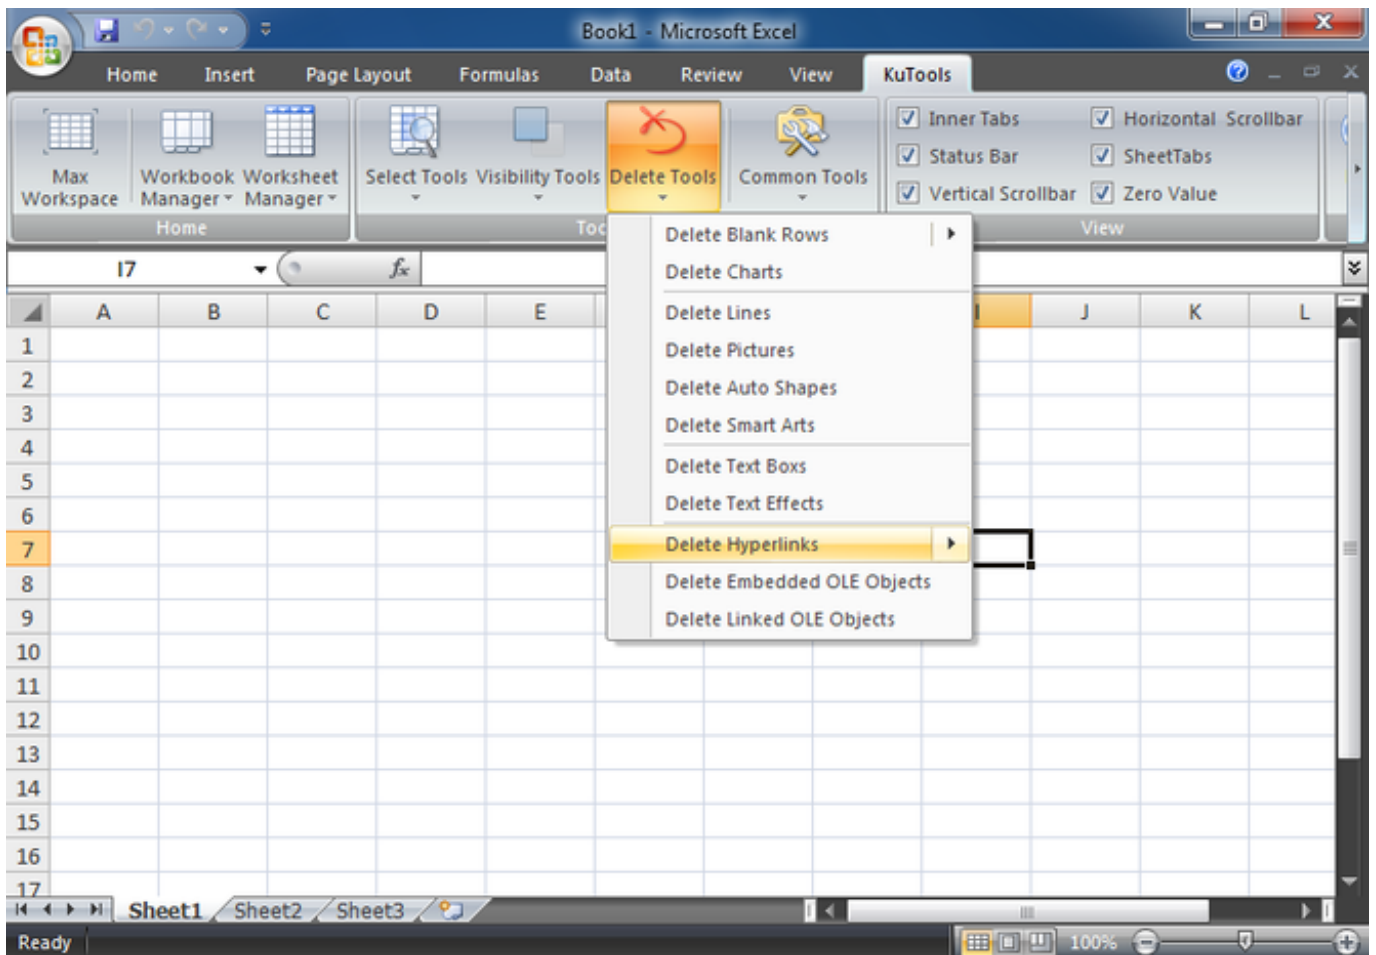 Book1 - Microsoft Excel
Home Insert Page Layout Formulas Data Review View KuTools
Max Workspace
Workbook Manager
Worksheet Manager
Select Tools
Visibility Tools
Delete Tools
Common Tools
Inner Tabs
Horizontal Scrollbar
Status Bar
SheetTabs
Vertical Scrollbar
Zero Value
Home
View
I7
fx
Delete Blank Rows
Delete Charts
Delete Lines
Delete Pictures
Delete Auto Shapes
Delete Smart Arts
Delete Text Boxs
Delete Text Effects
Delete Hyperlinks
Delete Embedded OLE Objects
Delete Linked OLE Objects
A B C D E I J K L
1
2
3
4
5
6
7
8
9
10
11
12
13
14
15
16
17
Sheet1 Sheet2 Sheet3
Ready 100%